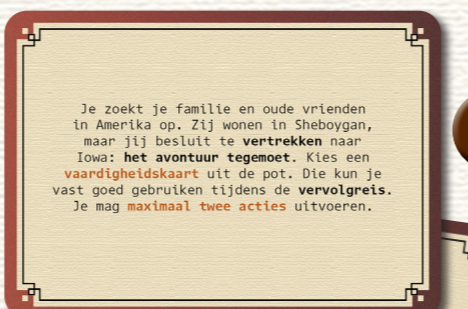 Je zoekt je familie en oude vrienden
in Amerika op. Zij wonen in Sheboygan,
maar jij besluit te vertrekken naar
Iowa: het avontuur tegemoet. Kies een
vaardigheidskaart uit de pot. Die kun je
vast goed gebruiken tijdens de vervolgreis.
Je mag maximaal twee acties uitvoeren.